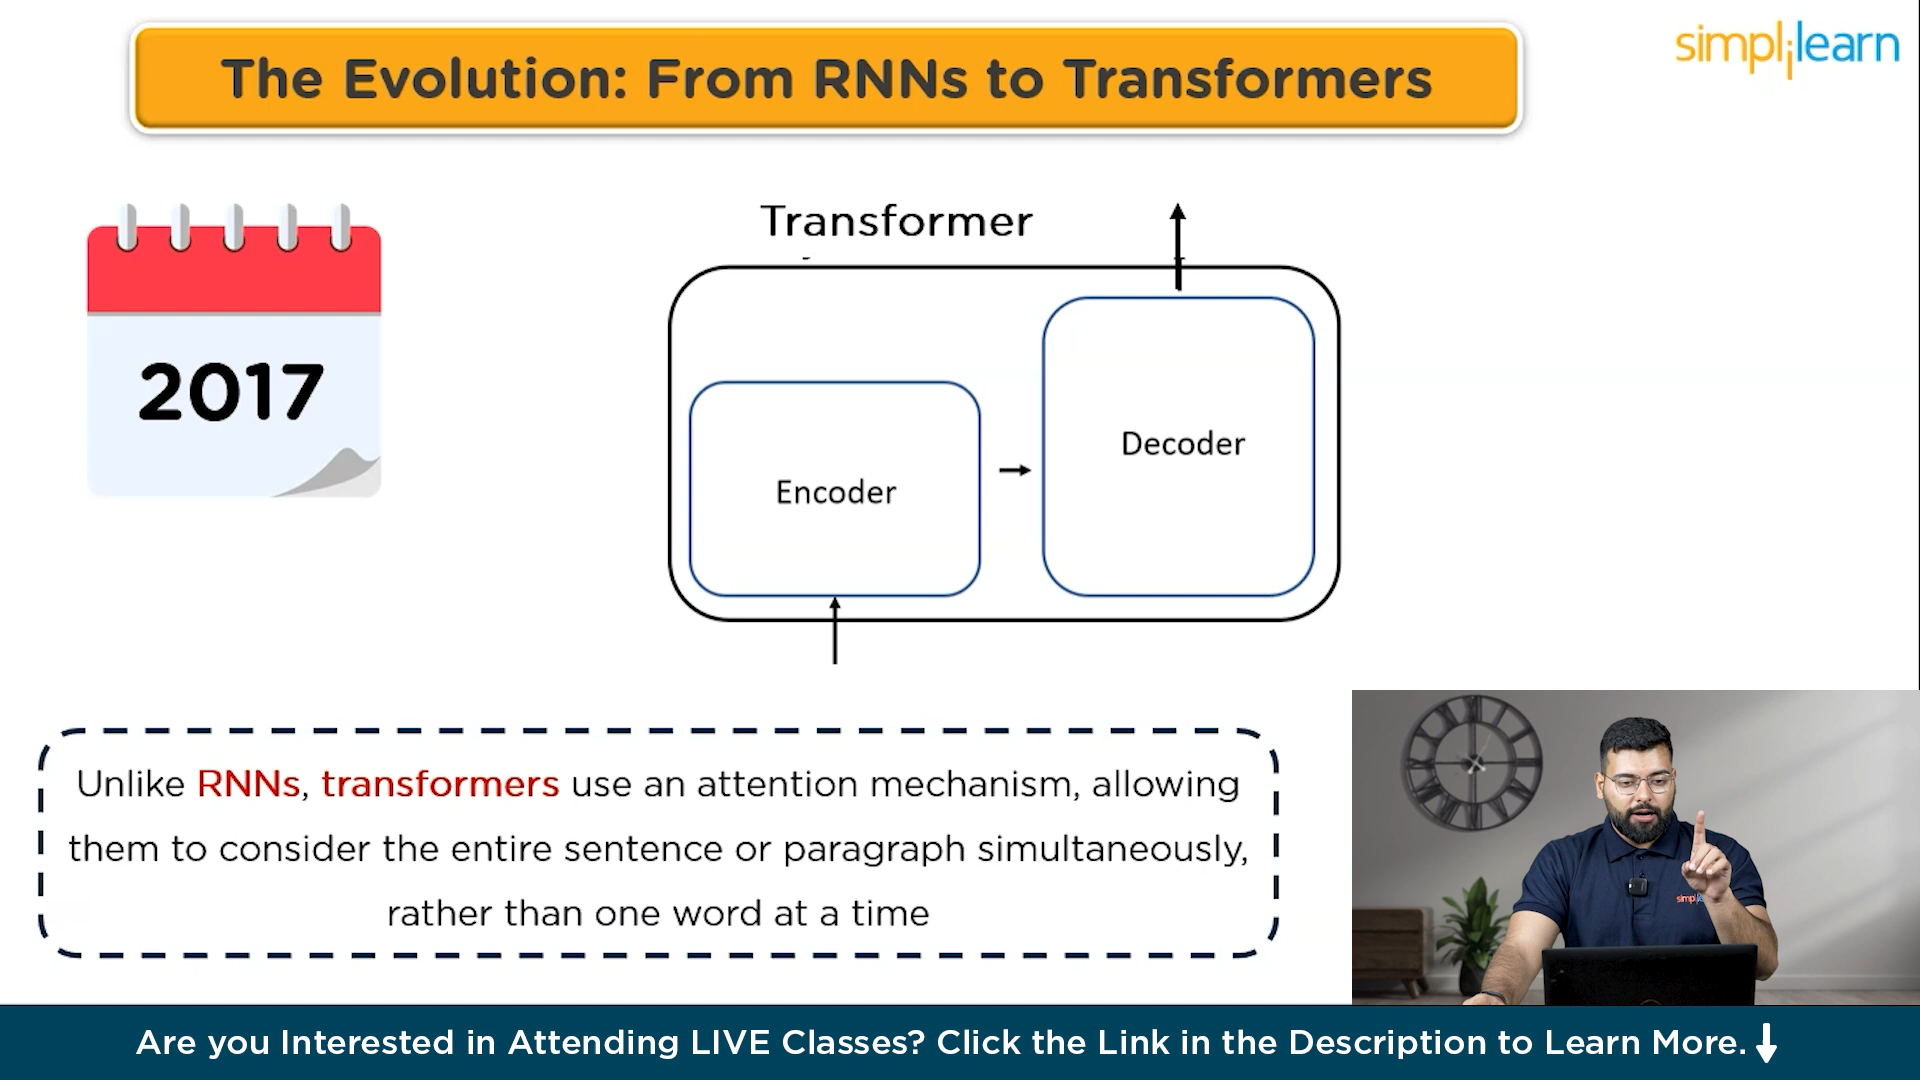 The Evolution: From RNNs to Transformers
simplilearn
2017
Transformer
Encoder
Decoder
Unlike RNNs, transformers use an attention mechanism, allowing
them to consider the entire sentence or paragraph simultaneously,
rather than one word at a time
Are you Interested in Attending LIVE Classes? Click the Link in the Description to Learn More.